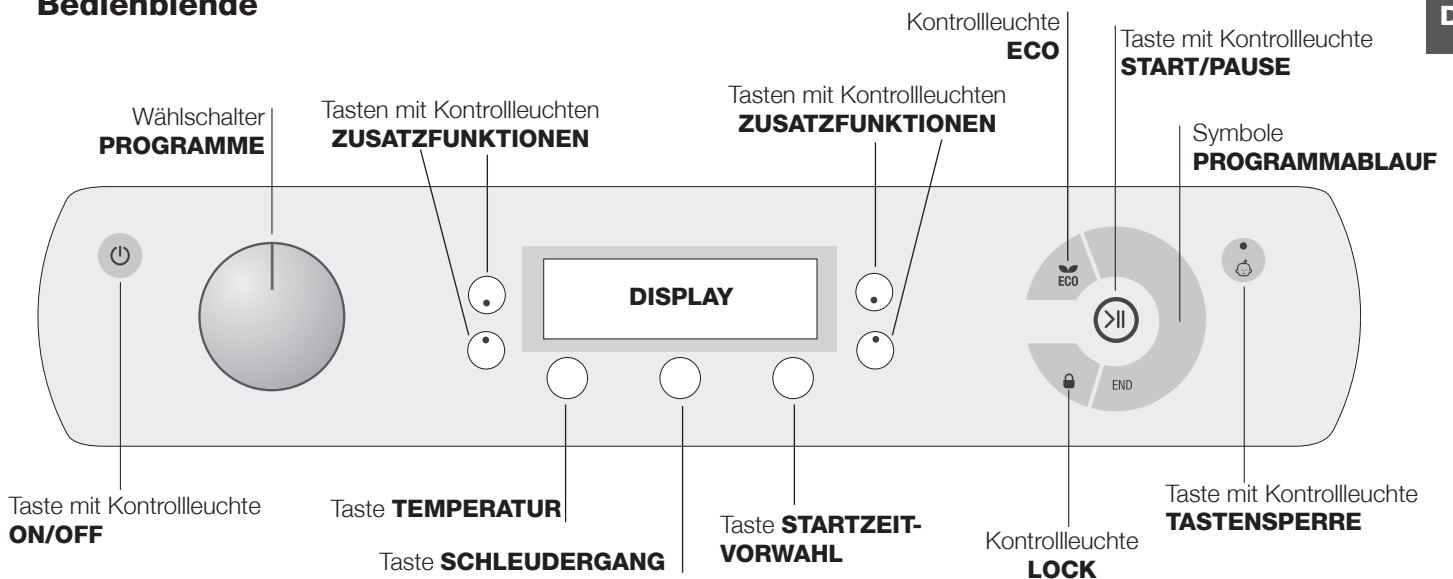 Bedienblende
D
Kontrollleuchte
ECO
Taste mit Kontrollleuchte
START/PAUSE
Wählschalter
PROGRAMME
Tasten mit Kontrollleuchten
ZUSATZFUNKTIONEN
Tasten mit Kontrollleuchten
ZUSATZFUNKTIONEN
Symbole
PROGRAMMABLAUF
DISPLAY
ECO
END
Taste mit Kontrollleuchte
ON/OFF
Taste TEMPERATUR
Taste SCHLEUDERGANG
Taste STARTZEIT-
VORWAHL
Kontrollleuchte
LOCK
Taste mit Kontrollleuchte
TASTENSPERRE